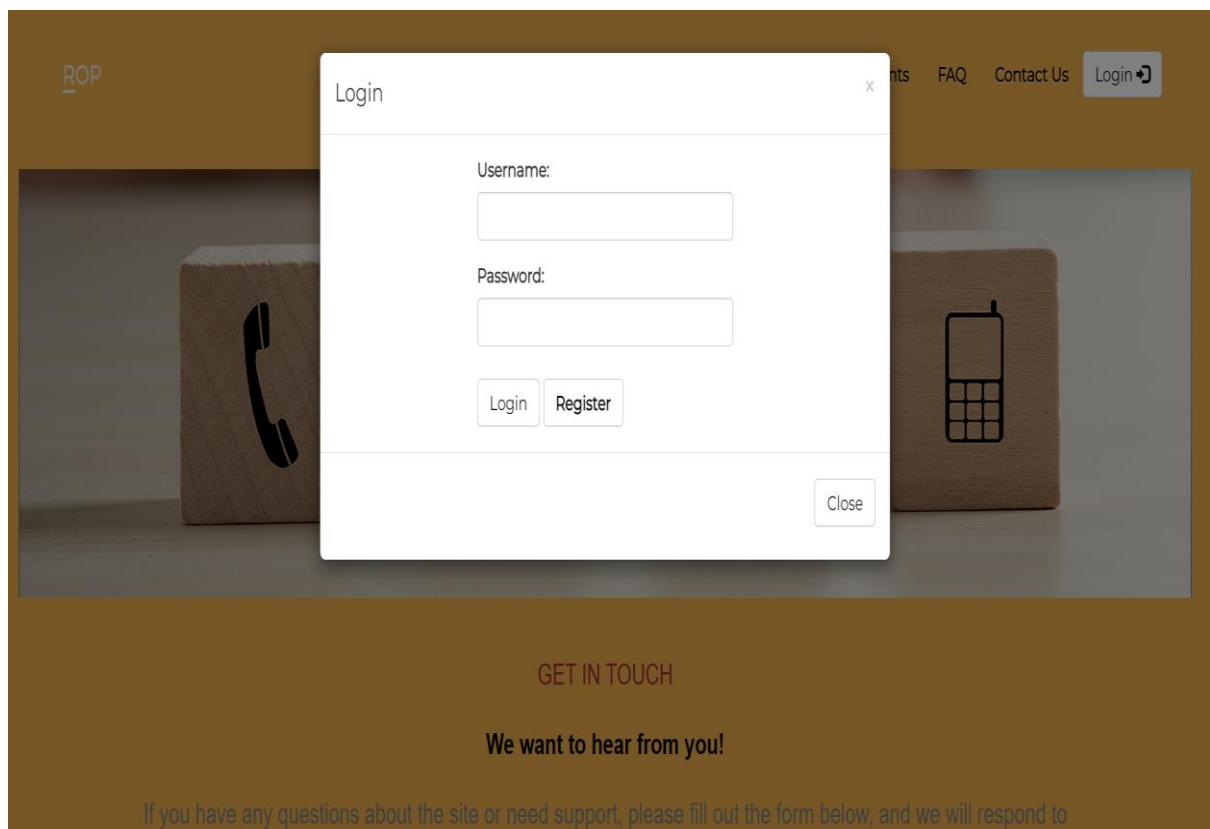 ROP
FAQ Contact Us Login
Login x
Username:
Password:
Login Register
Close
GET IN TOUCH
We want to hear from you!
If you have any questions about the site or need support, please fill out the form below, and we will respond to